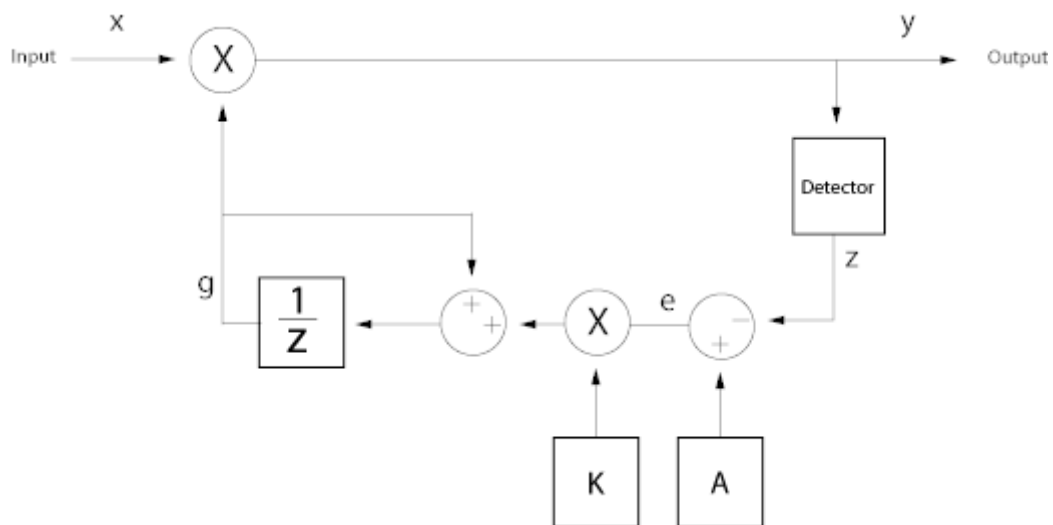 x
y
Input
X
Output
Detector
z
g
e
1
z
+
+
X
−
+
K
A